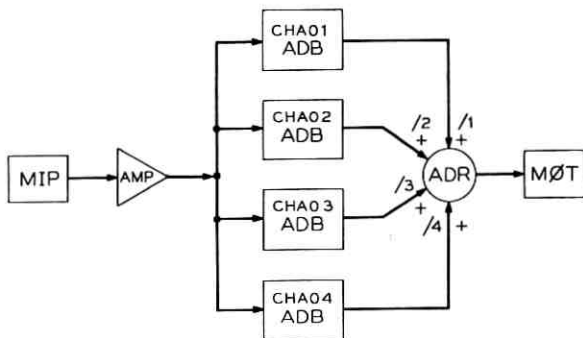 CHA01
ADB
CHA02
ADB
/2
+
/1
+
MIP
AMP
ADR
MØT
/3
+
CHA03
ADB
/4
+
CHA04
ADB